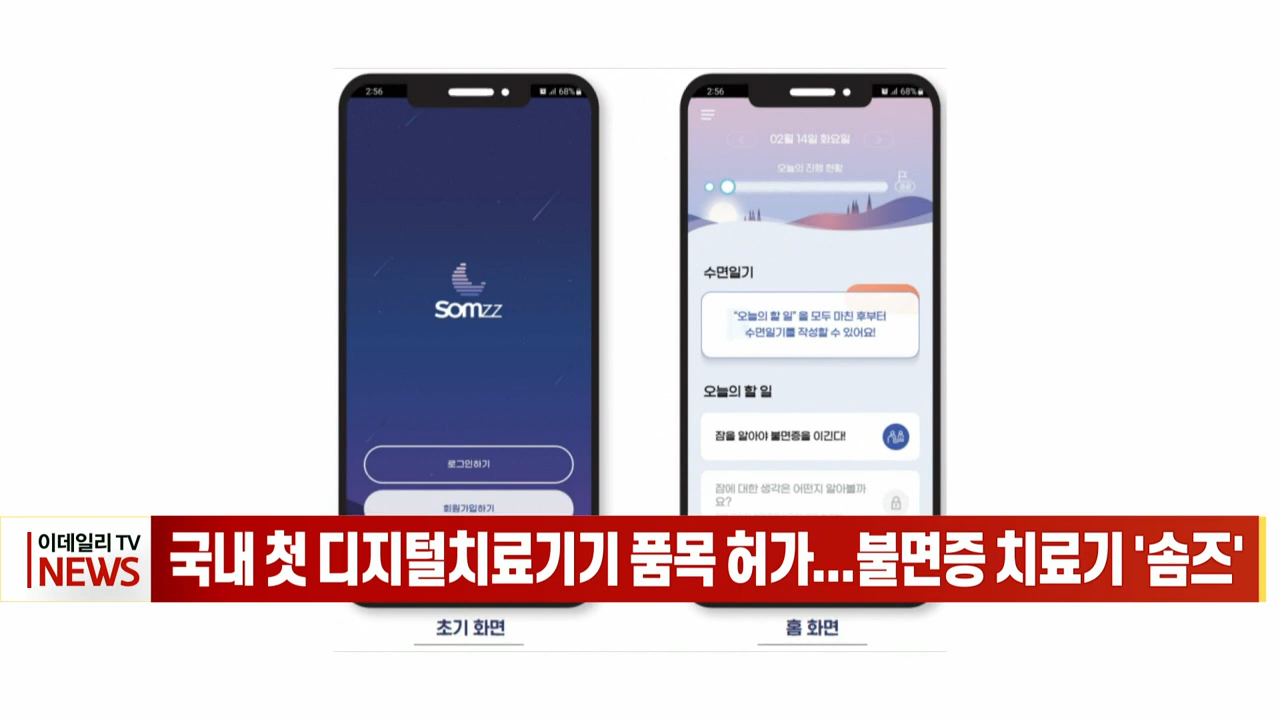 2:56
68%
somzz
로그인하기
회원가입하기
2:56
68%
02월 14일 화요일
오늘의 진행 현황
수면일기
"오늘의 할 일" 을 모두 마친 후부터
수면일기를 작성할 수 있어요!
오늘의 할 일
잠을 알아야 불면증을 이긴다!
잠에 대한 생각은 어떤지 알아볼까
요?
이데일리 TV
NEWS
국내 첫 디지털치료기기 품목 허가...불면증 치료기 '솜즈'
초기 화면
홈 화면